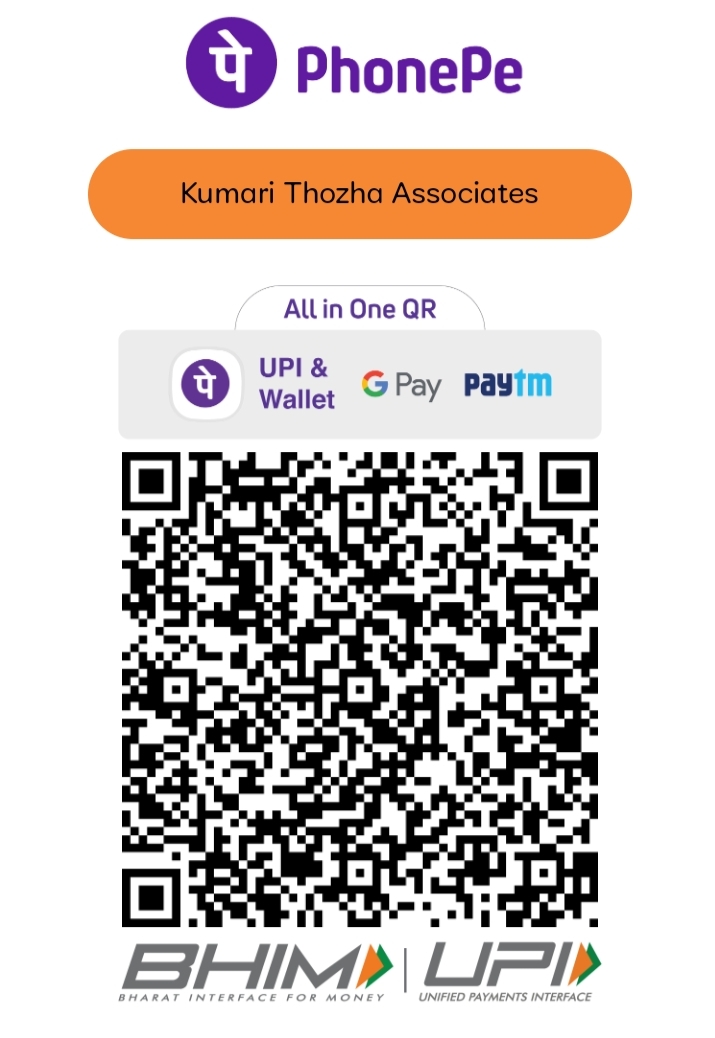 पे PhonePe
Kumari Thozha Associates
All in One QR
पे UPI & Wallet G Pay paytm
BHIM UPI
BHARAT INTERFACE FOR MONEY UNIFIED PAYMENTS INTERFACE